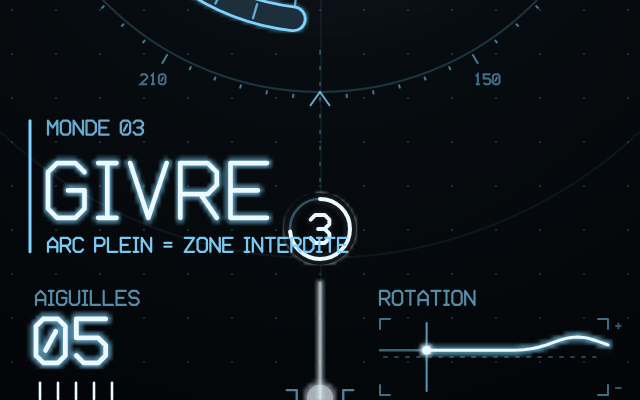 210
150
MONDE 03
GIVRE
3
ARC PLEIN = ZONE INTERDITE
AIGUILLES
05
ROTATION
+
-